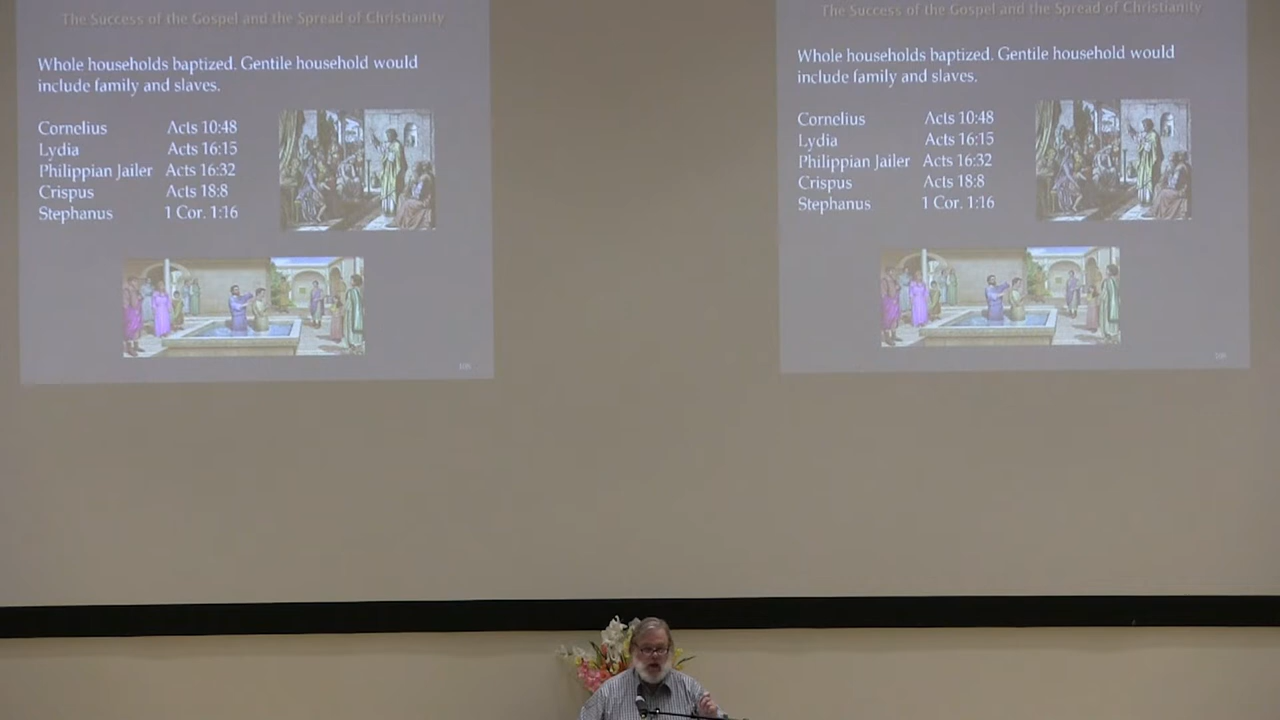 The Success of the Gospel and the Spread of Christianity
Whole households baptized. Gentile household would
include family and slaves.
Cornelius Acts 10:48
Lydia Acts 16:15
Philippian Jailer Acts 16:32
Crispus Acts 18:8
Stephanus 1 Cor. 1:16
The Success of the Gospel and the Spread of Christianity
Whole households baptized. Gentile household would
include family and slaves.
Cornelius Acts 10:48
Lydia Acts 16:15
Philippian Jailer Acts 16:32
Crispus Acts 18:8
Stephanus 1 Cor. 1:16